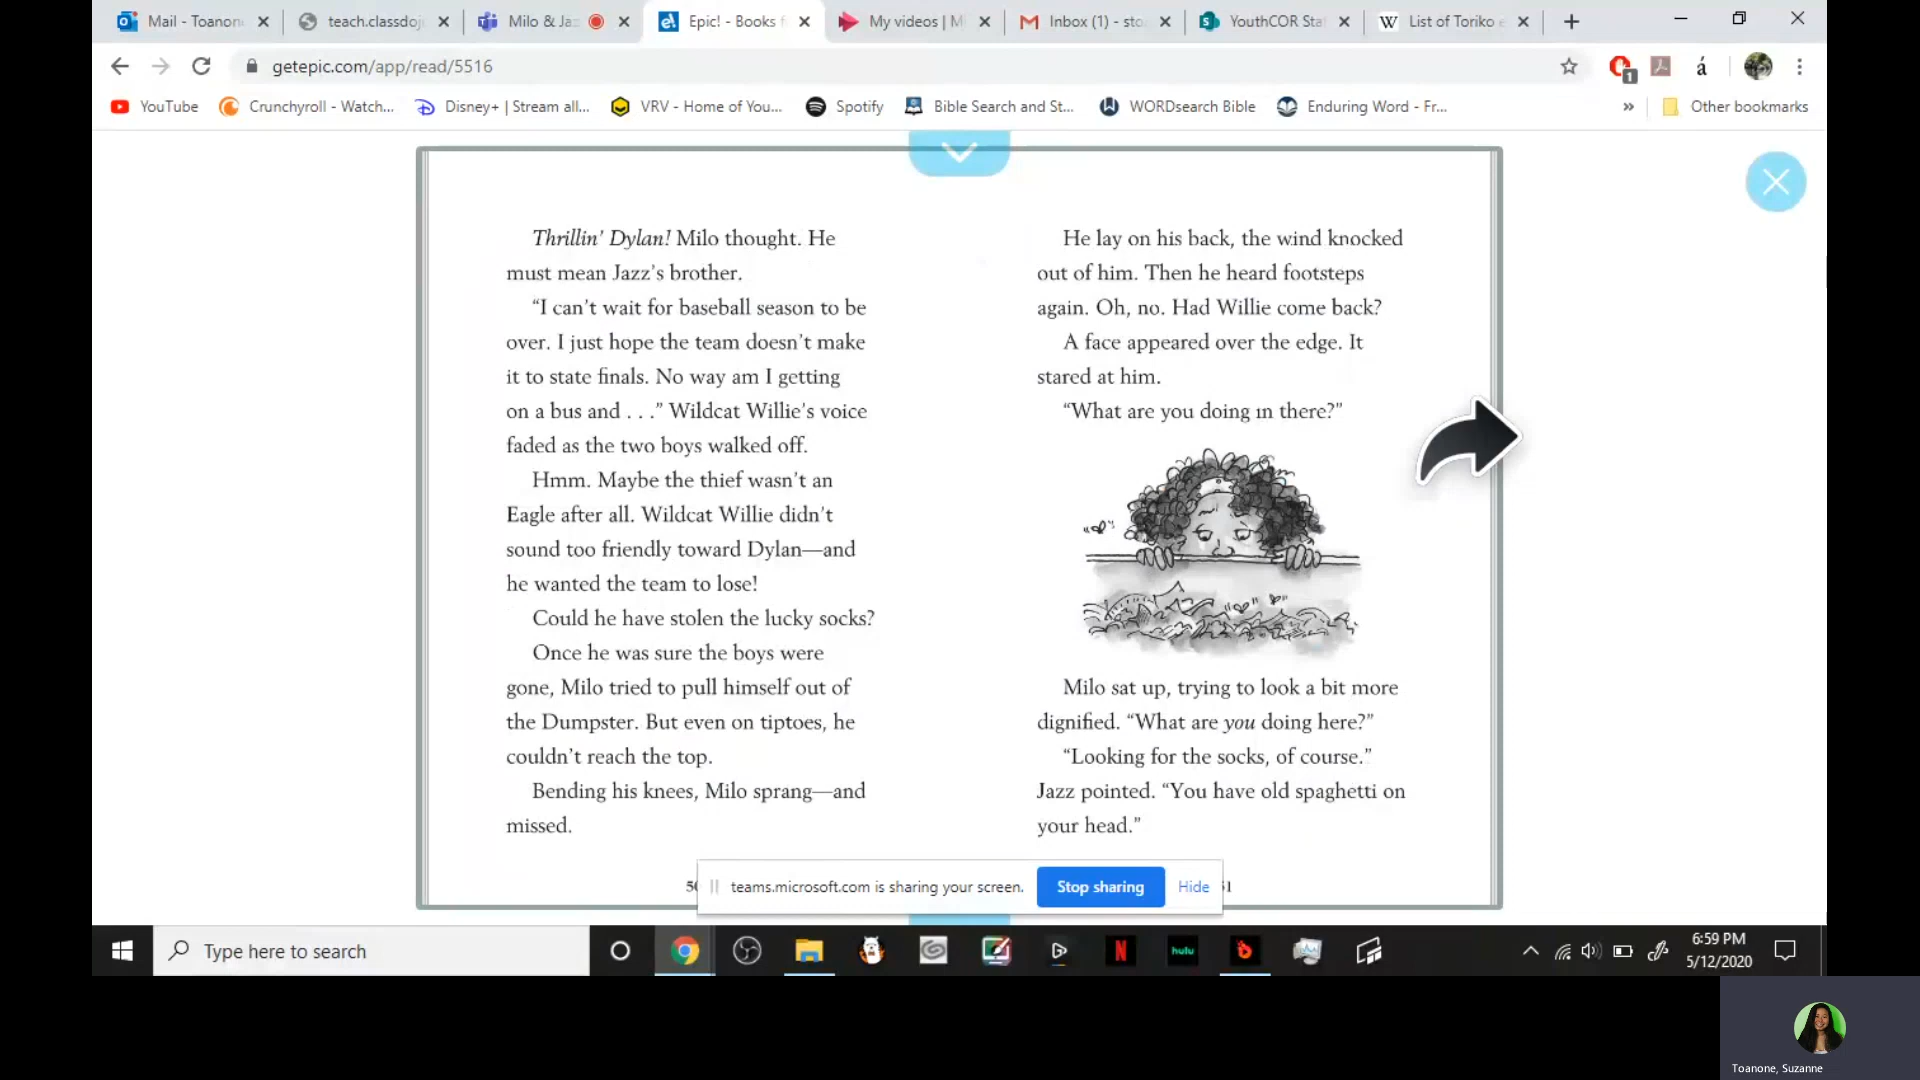 Mail - Toanon
teach.classdoj
Milo & Ja
Epic! - Books f
My videos | M
Inbox (1) - sto
YouthCOR Sta
List of Toriko e
getepic.com/app/read/5516
1
á
YouTube
Crunchyroll - Watch...
Disney+ | Stream all...
VRV - Home of You...
Spotify
Bible Search and St...
WORDsearch Bible
Enduring Word - Fr...
»
Other bookmarks
Thrillin' Dylan! Milo thought. He
must mean Jazz's brother.
“I can't wait for baseball season to be
over. I just hope the team doesn't make
it to state finals. No way am I getting
on a bus and . . .” Wildcat Willie's voice
faded as the two boys walked off.
Hmm. Maybe the thief wasn't an
Eagle after all. Wildcat Willie didn't
sound too friendly toward Dylan—and
he wanted the team to lose!
Could he have stolen the lucky socks?
Once he was sure the boys were
gone, Milo tried to pull himself out of
the Dumpster. But even on tiptoes, he
couldn't reach the top.
Bending his knees, Milo sprang—and
missed.
He lay on his back, the wind knocked
out of him. Then he heard footsteps
again. Oh, no. Had Willie come back?
A face appeared over the edge. It
stared at him.
“What are you doing in there?”
Milo sat up, trying to look a bit more
dignified. “What are you doing here?”
“Looking for the socks, of course.”
Jazz pointed. “You have old spaghetti on
your head.”
teams.microsoft.com is sharing your screen.
Stop sharing
Hide
Type here to search
N
hulu
6:59 PM
5/12/2020
Toanone, Suzanne